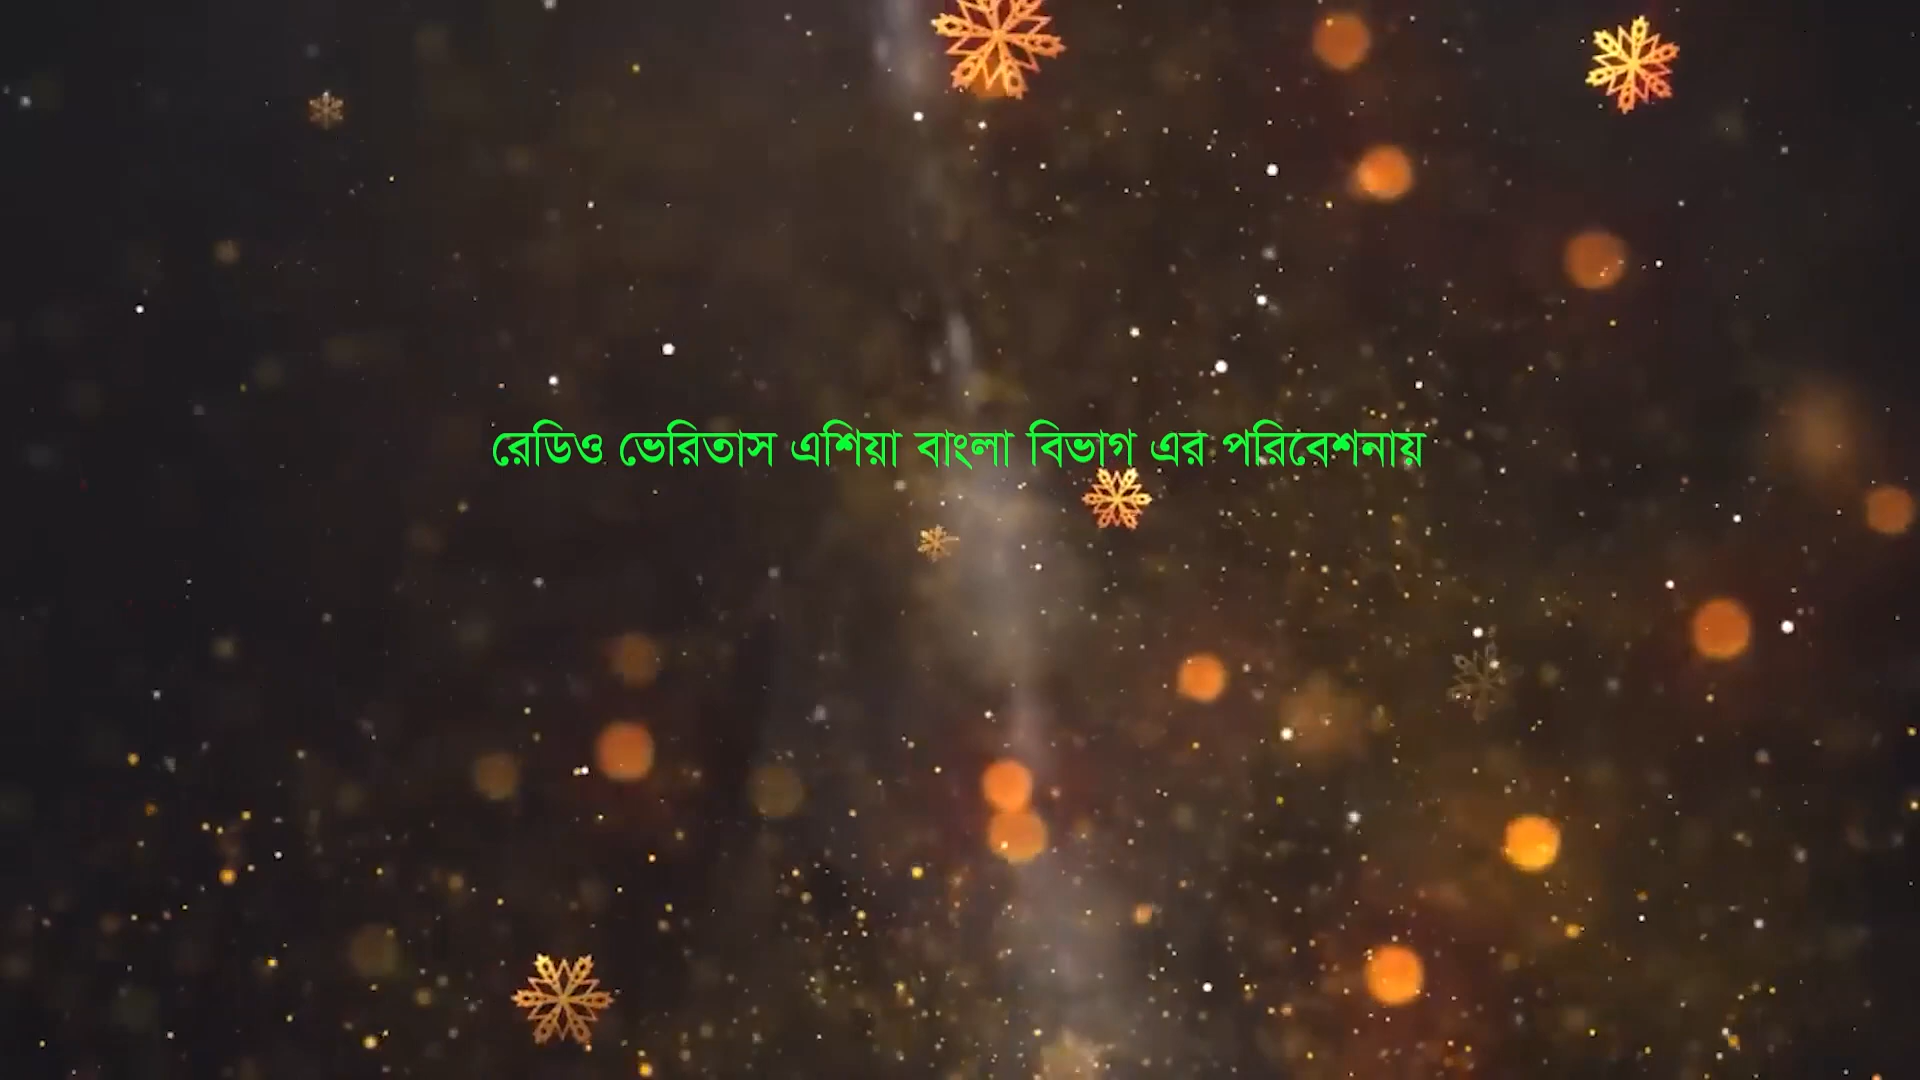 রেডিও ভেরিতাস এশিয়া বাংলা বিভাগ এর পরিবেশনায়